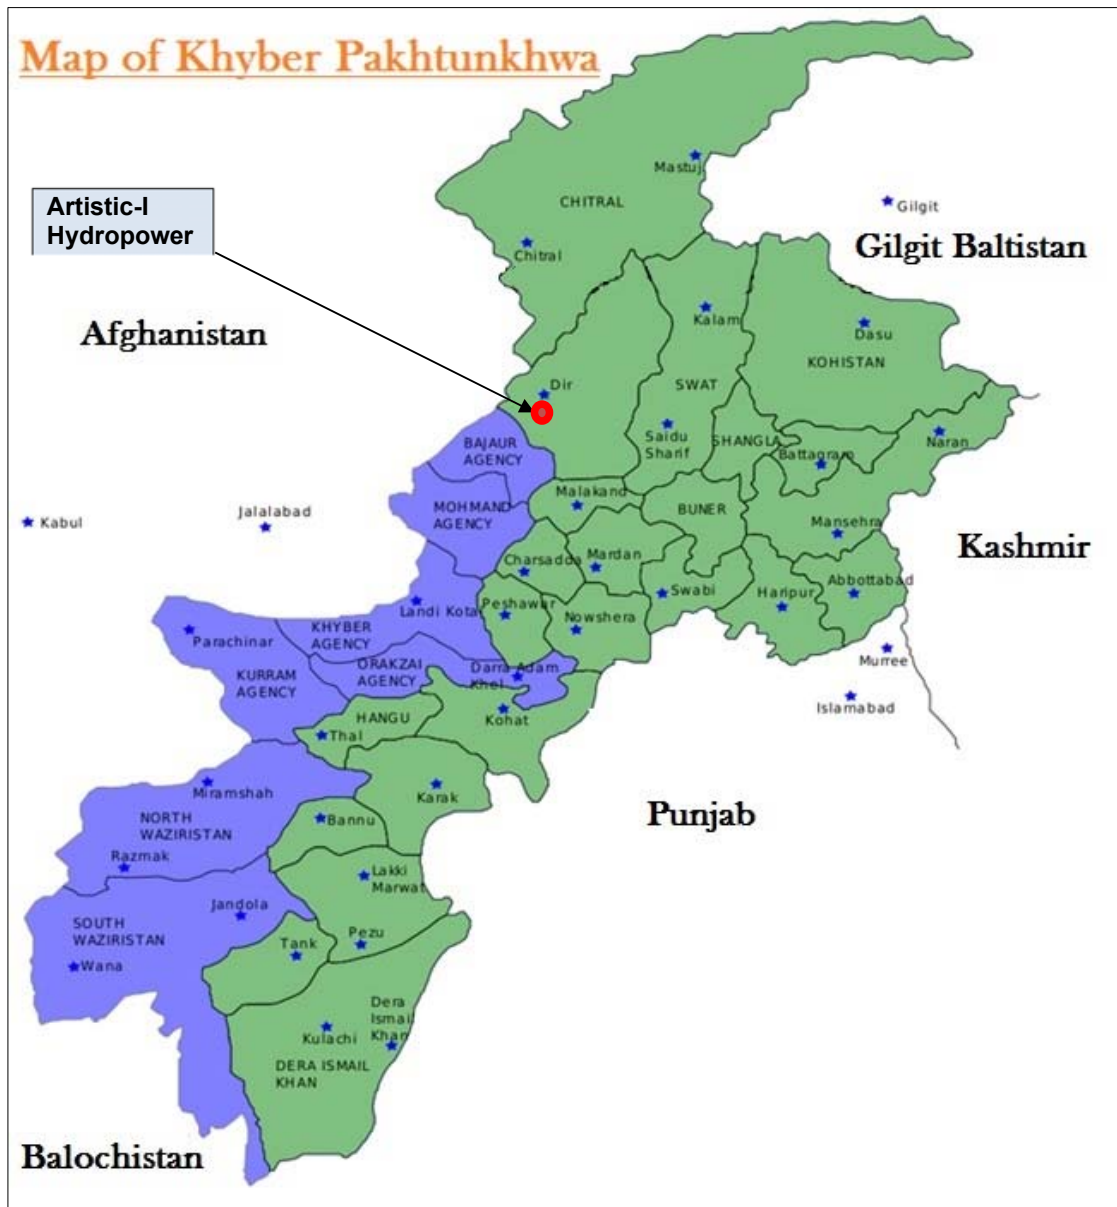 Map of Khyber Pakhtunkhwa
Mastuj
Artistic-I
Hydropower
CHITRAL
Gilgit
Chitral
Gilgit Baltistan
Kalam
Afghanistan
Dasu
KOHISTAN
Dir
SWAT
BAJAUR
AGENCY
Saidu
Sharif
SHANGLA
Naran
Battagram
Malakand
MOHMAND
AGENCY
BUNER
Jalalabad
Kabul
Mansehra
Kashmir
Charsadda
Mardan
Abbottabad
Swabi
Haripur
Landi Kotal
Peshawar
Nowshera
KHYBER
AGENCY
Parachinar
Murree
ORAKZAI
AGENCY
Darra Adam
Khel
KURRAM
AGENCY
Islamabad
HANGU
Kohat
Thal
Miramshah
Karak
Punjab
NORTH
WAZIRISTAN
Bannu
Razmak
Lakki
Marwat
Jandola
SOUTH
WAZIRISTAN
Pezu
Tank
Wana
Dera
Ismail
Khan
Kulachi
DERA ISMAIL
KHAN
Balochistan